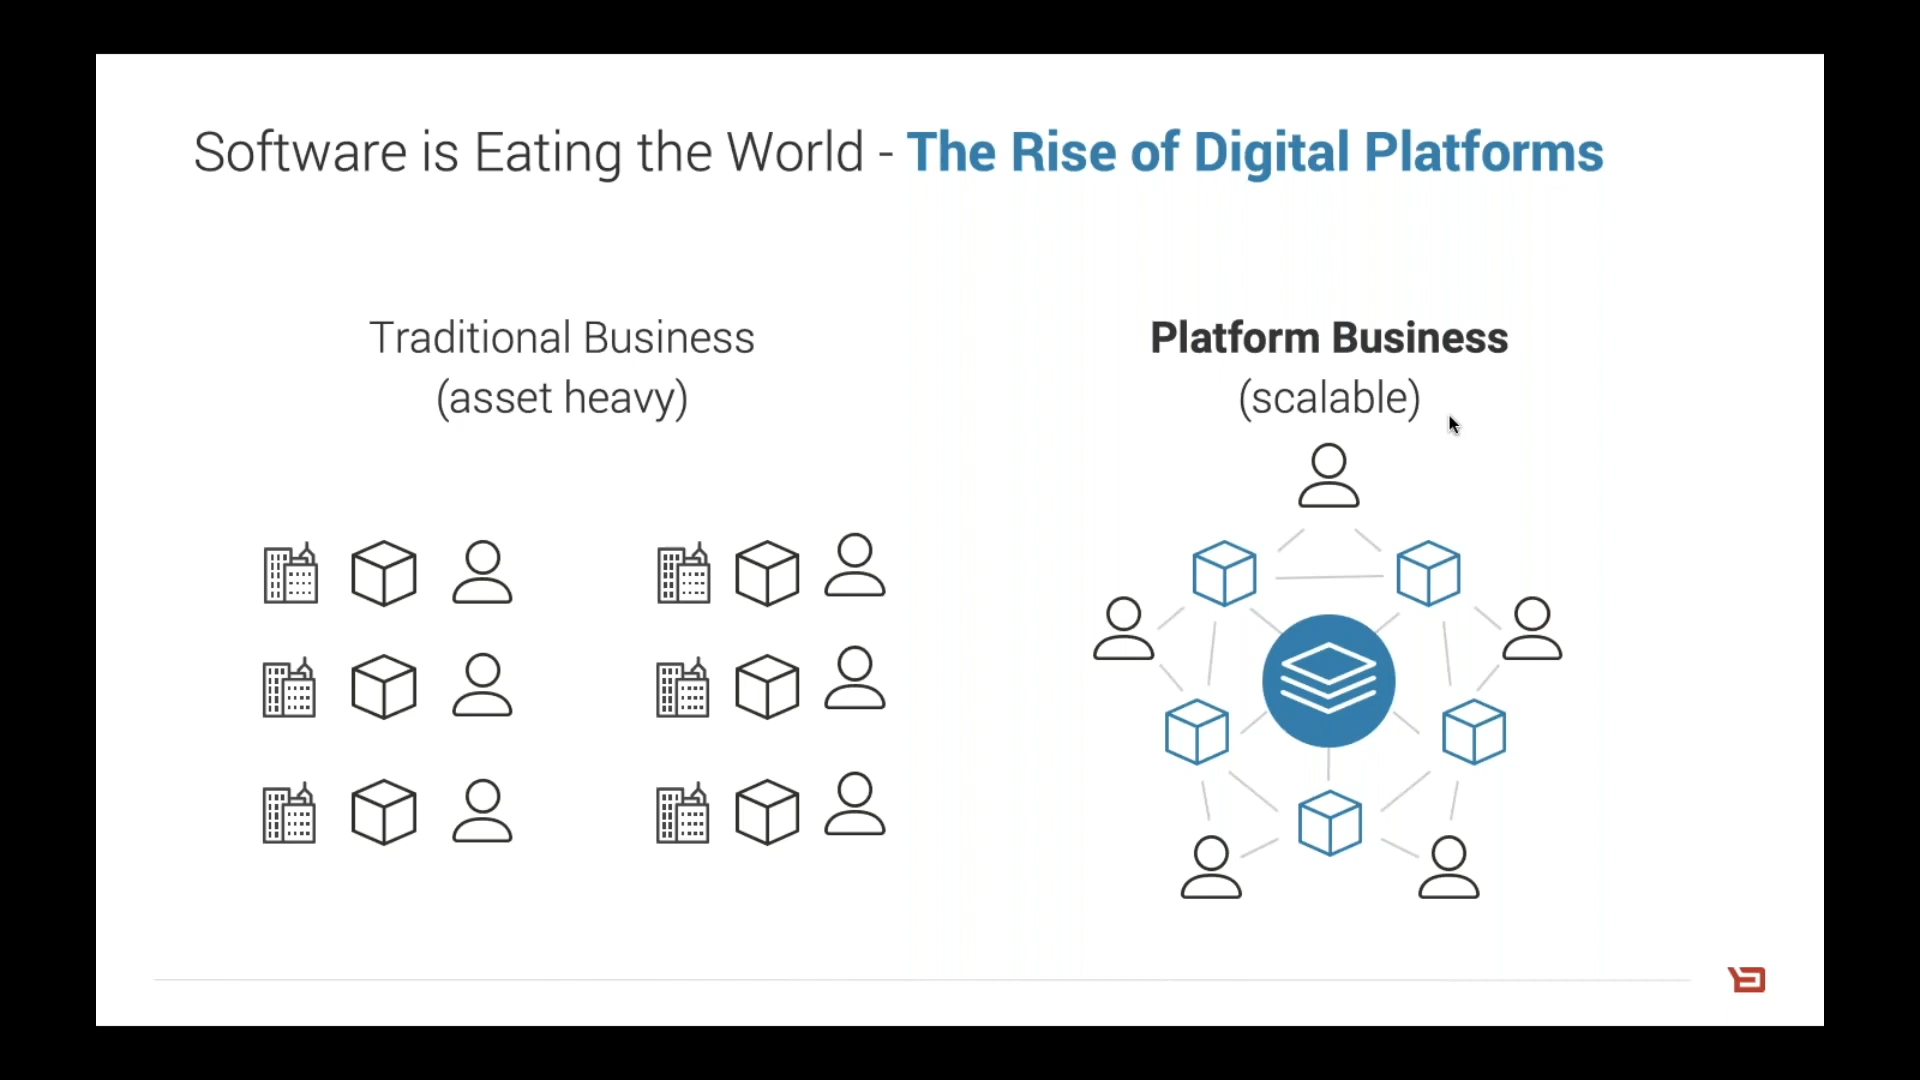 Software is Eating the World - The Rise of Digital Platforms
Traditional Business
(asset heavy)
Platform Business
(scalable)